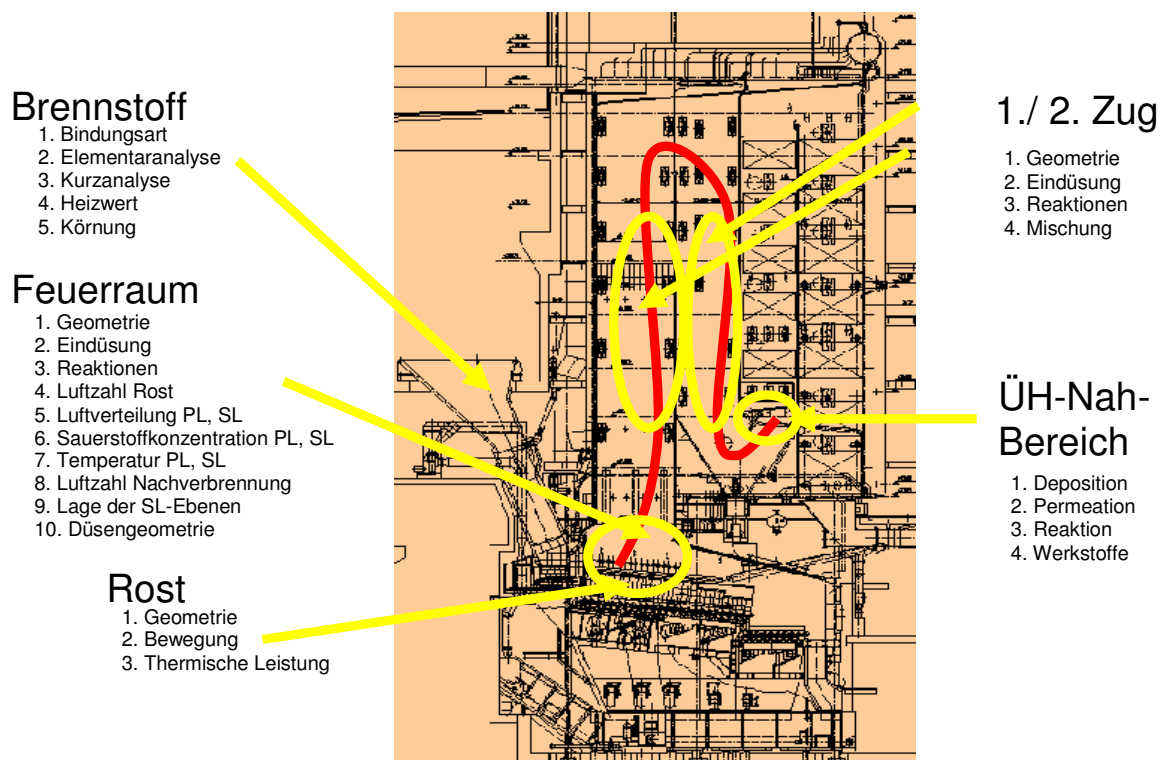 Brennstoff
1. Bindungsart
2. Elementaranalyse
3. Kurzanalyse
4. Heizwert
5. Körnung
Feuerraum
1. Geometrie
2. Eindüsung
3. Reaktionen
4. Luftzahl Rost
5. Luftverteilung PL, SL
6. Sauerstoffkonzentration PL, SL
7. Temperatur PL, SL
8. Luftzahl Nachverbrennung
9. Lage der SL-Ebenen
10. Düsengeometrie
Rost
1. Geometrie
2. Bewegung
3. Thermische Leistung
1./ 2. Zug
1. Geometrie
2. Eindüsung
3. Reaktionen
4. Mischung
ÜH-Nah-
Bereich
1. Deposition
2. Permeation
3. Reaktion
4. Werkstoffe